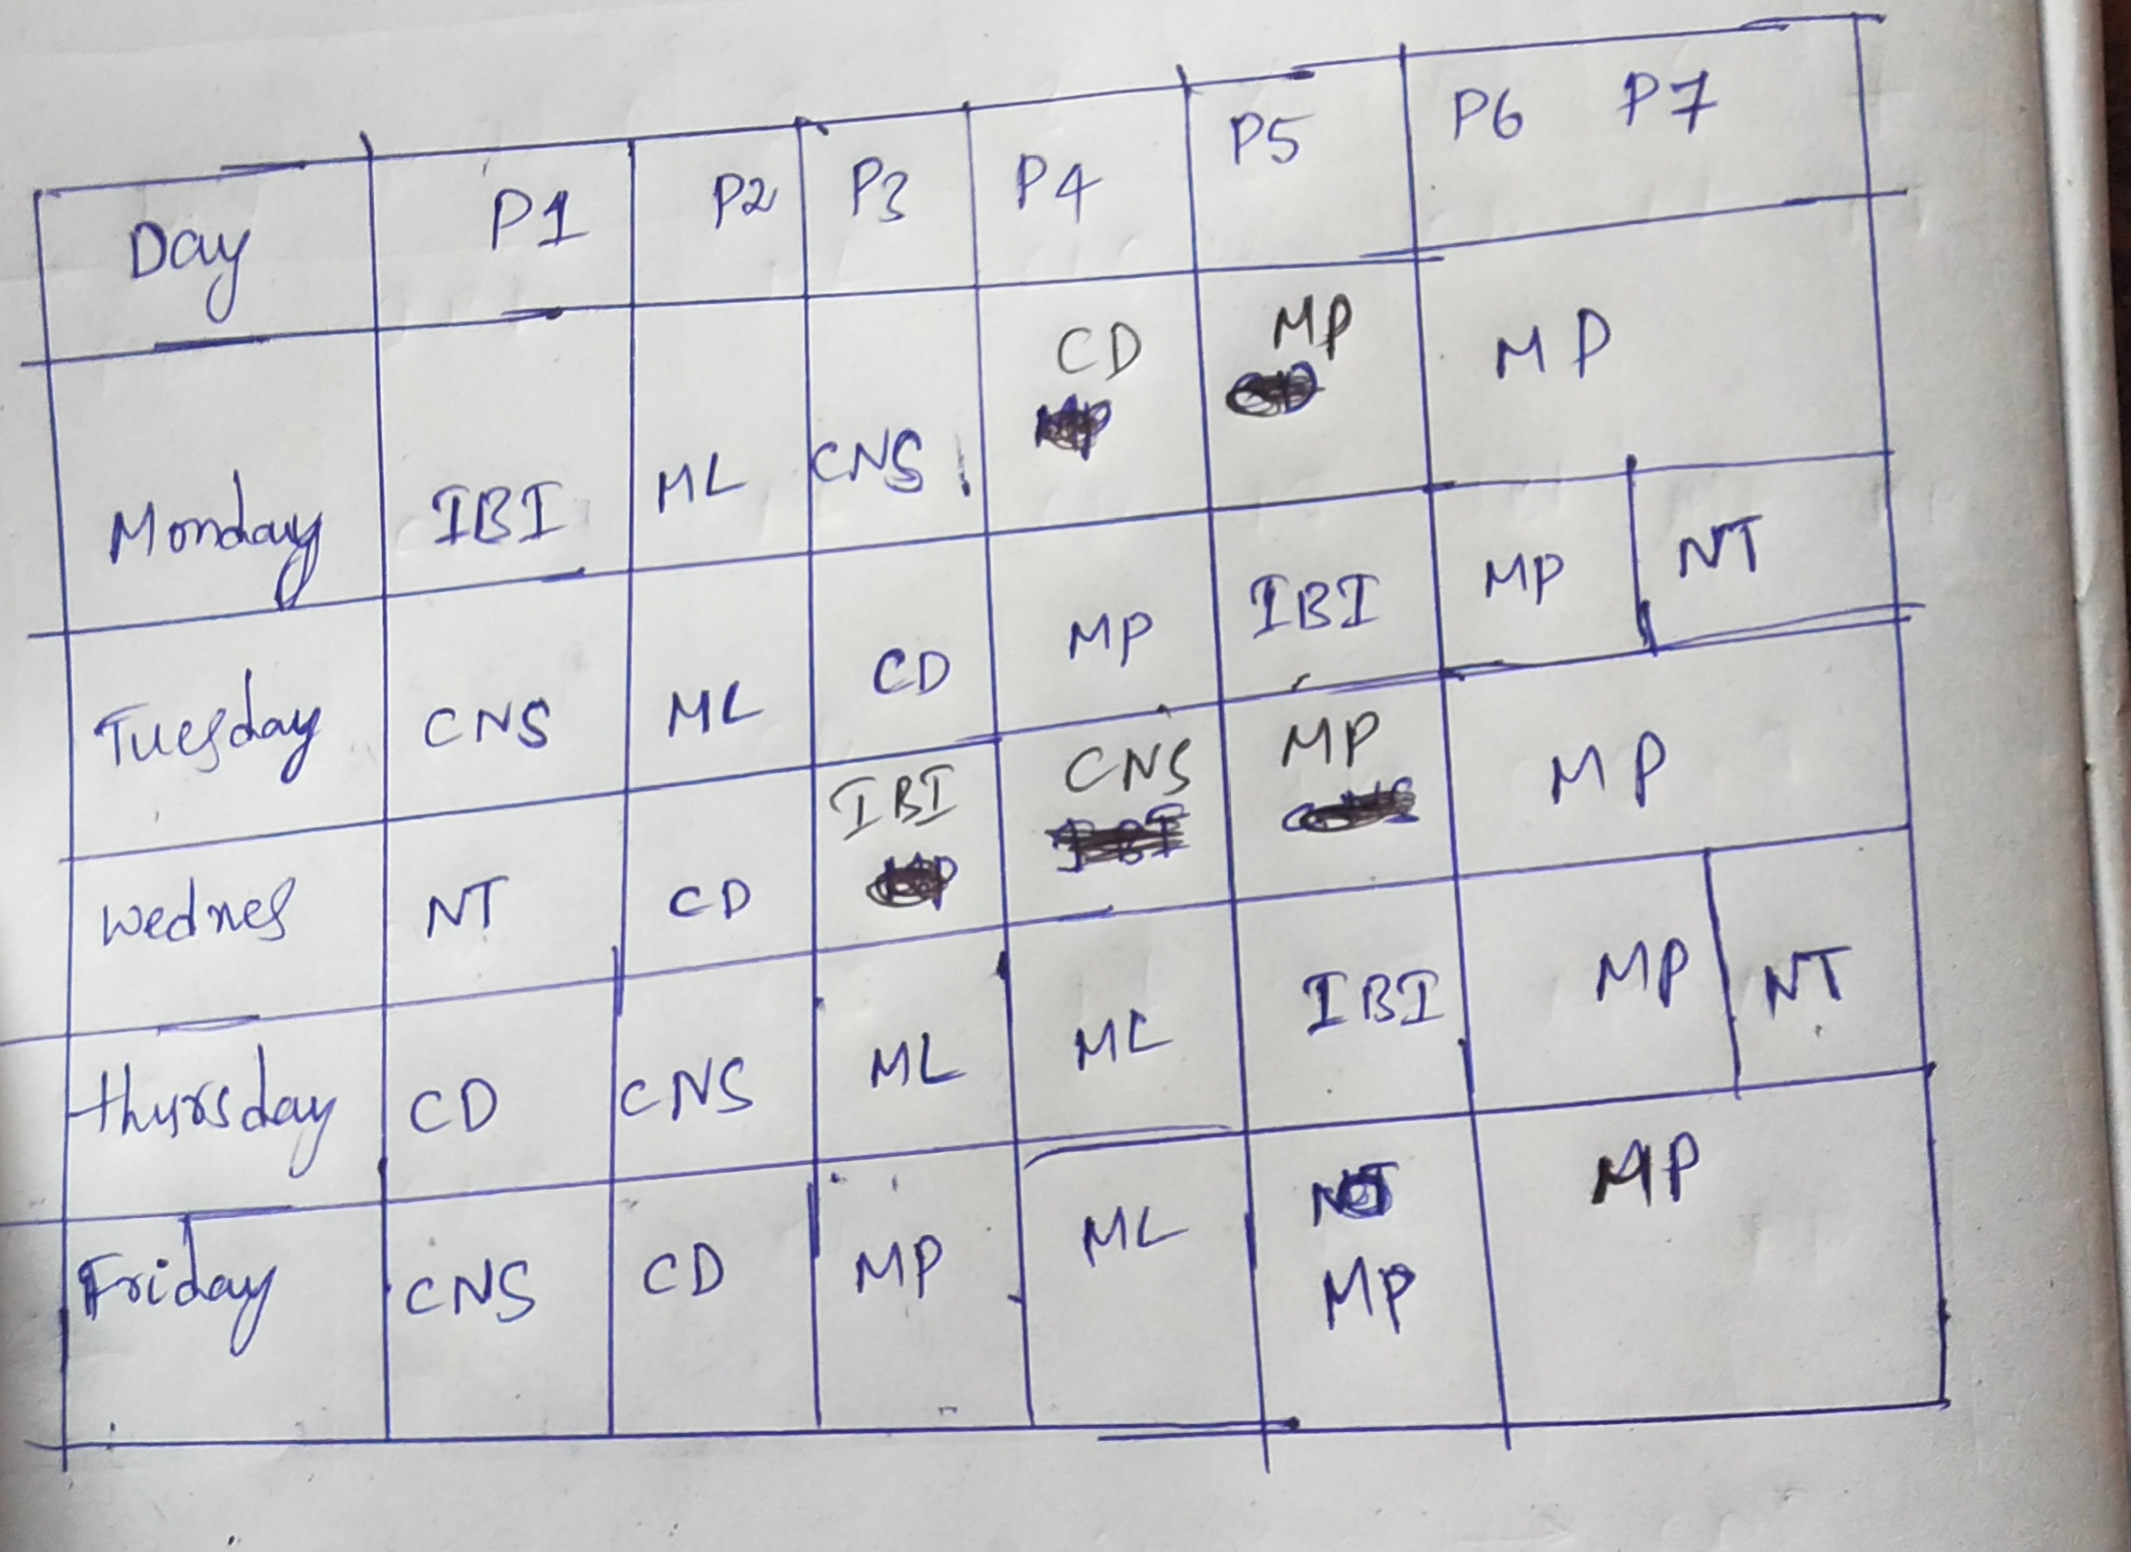 Day P1 P2 P3 P4 P5 P6 P7
Monday IBI ML CNS CD MP MP
Tuesday CNS ML CD MP IBI MP NT
Wednes NT CD IBI CNS MP MP
Thursday CD CNS ML ML IBI MP NT
Friday CNS CD MP ML MP MP